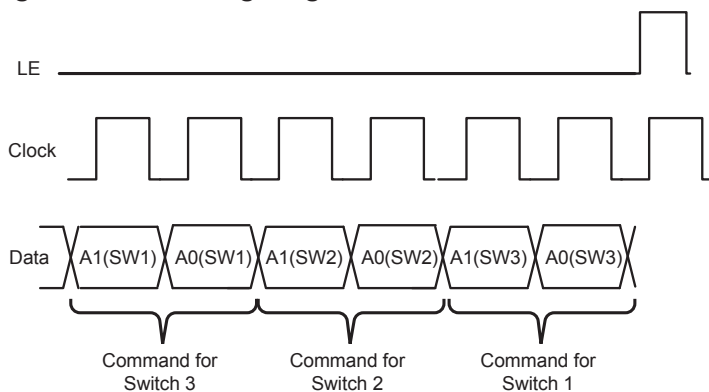 LE
Clock
Data
A1(SW1) A0(SW1) A1(SW2) A0(SW2) A1(SW3) A0(SW3)
Command for
Switch 3
Command for
Switch 2
Command for
Switch 1